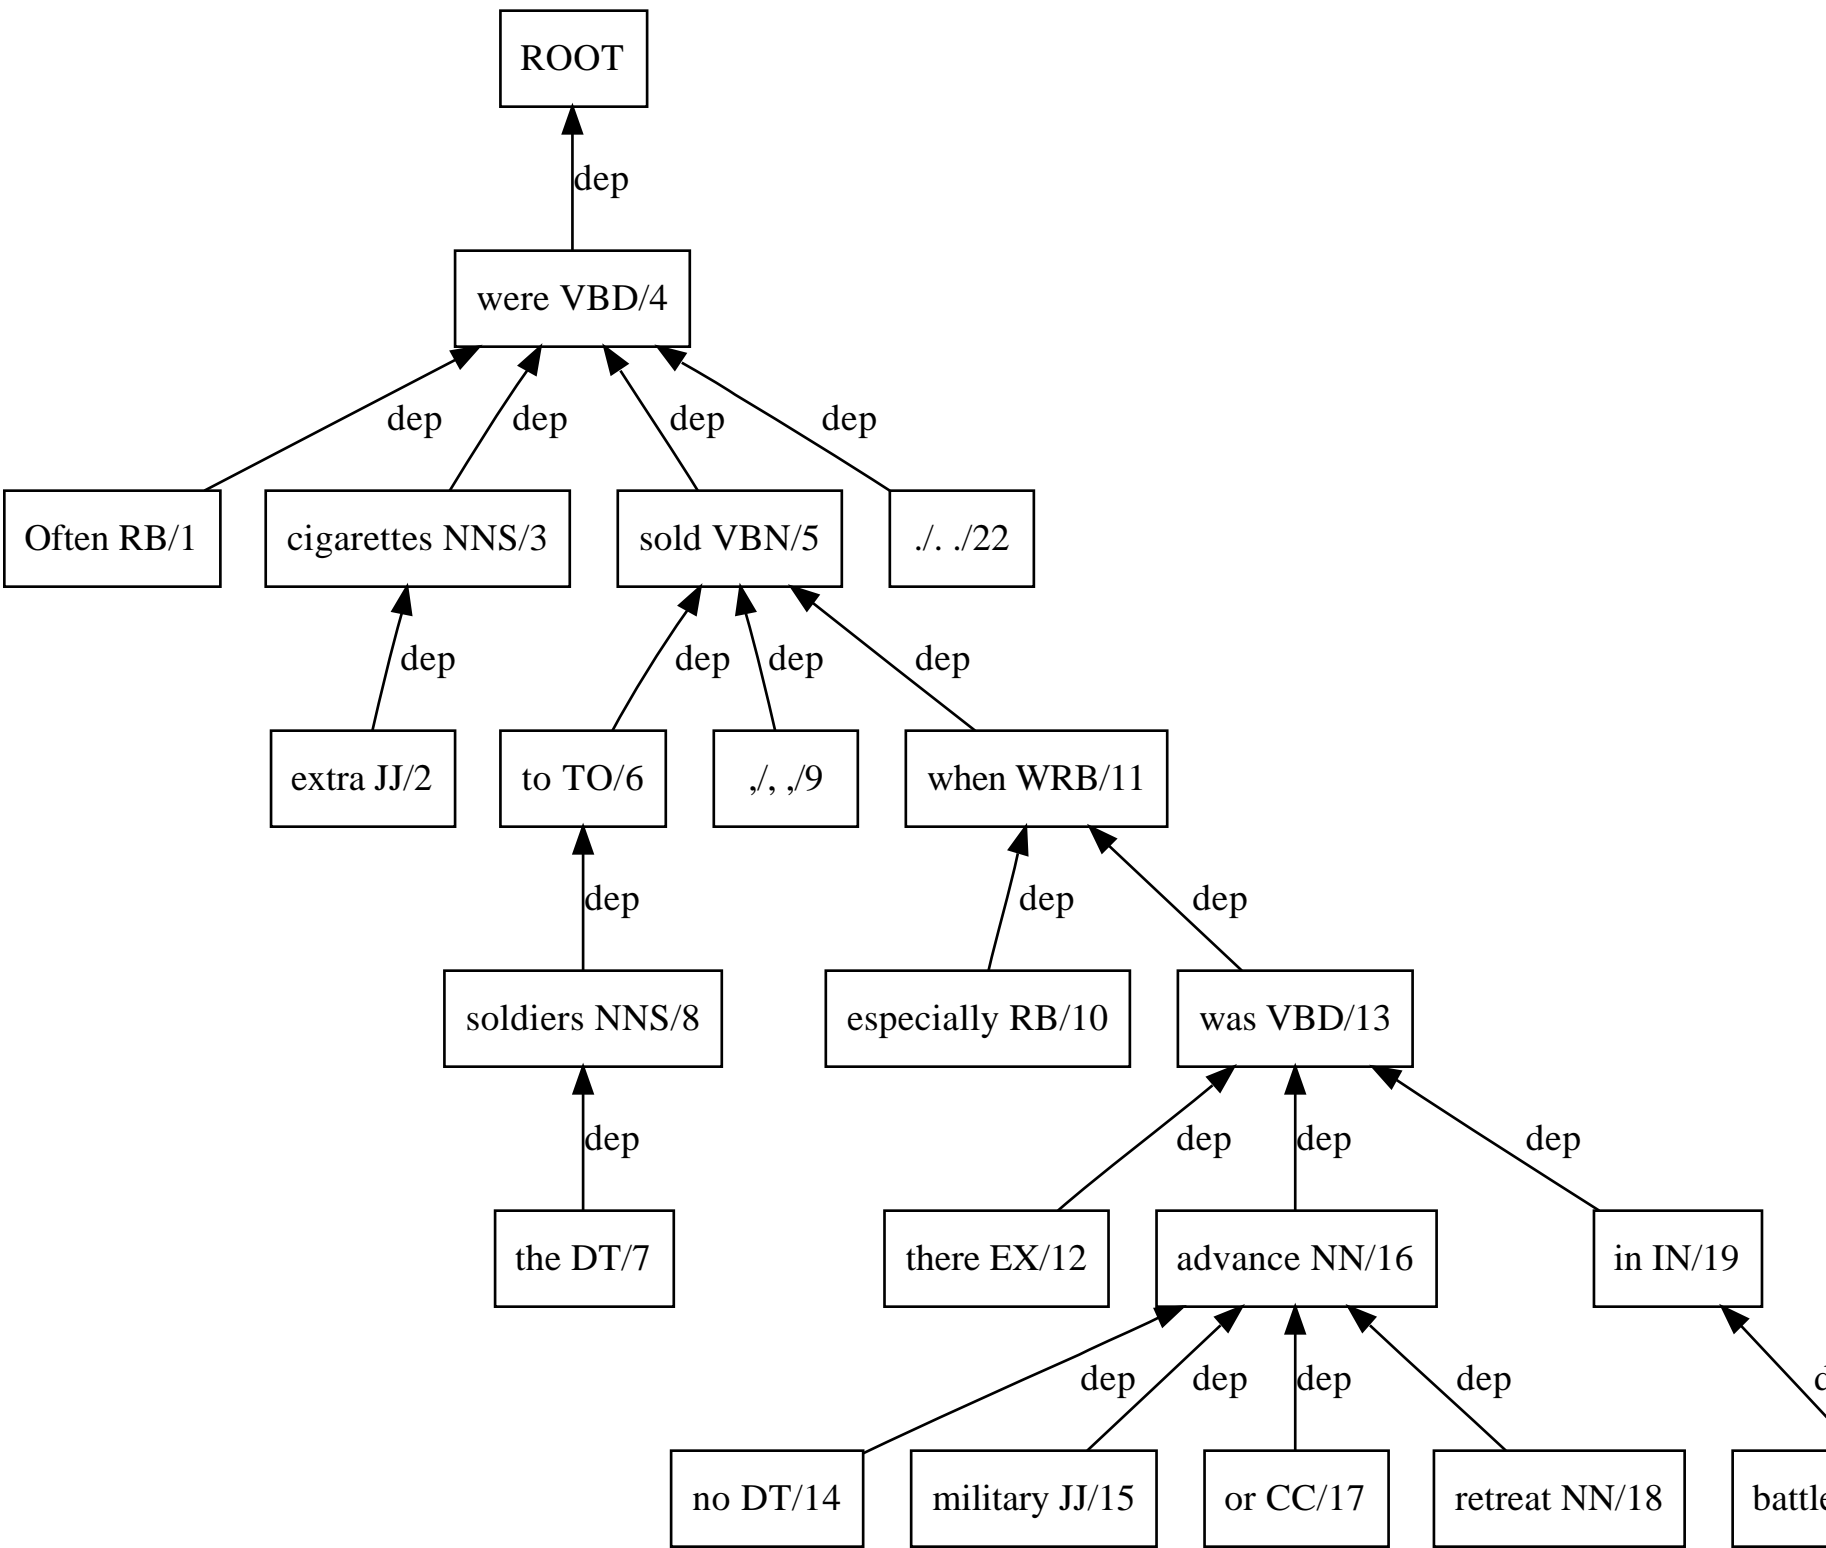 ROOT
dep
were VBD/4
dep dep dep dep
Often RB/1 cigarettes NNS/3 sold VBN/5 ./. ./22
dep dep dep dep
extra JJ/2 to TO/6 ,/, ,/9 when WRB/11
dep dep dep
soldiers NNS/8 especially RB/10 was VBD/13
dep dep dep dep
the DT/7 there EX/12 advance NN/16 in IN/19
dep dep dep dep
no DT/14 military JJ/15 or CC/17 retreat NN/18